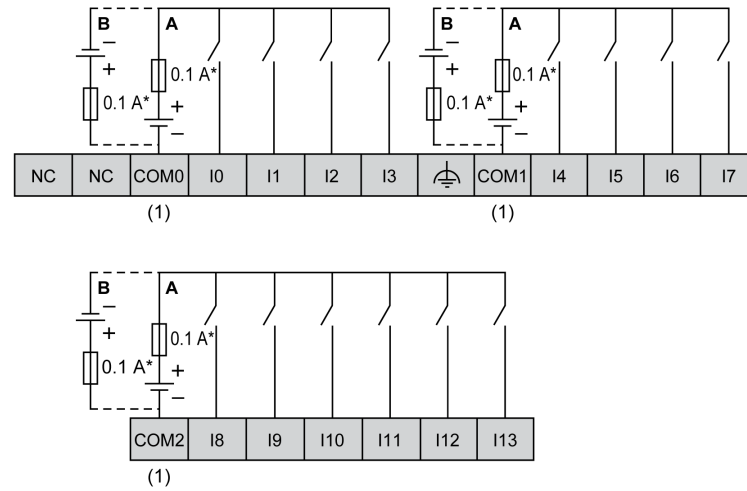 B − A B − A
+ 0.1 A* + 0.1 A*
0.1 A* + 0.1 A* +
− −
NC NC COM0 I0 I1 I2 I3 COM1 I4 I5 I6 I7
(1) (1)
B − A
+ 0.1 A*
0.1 A* +
−
COM2 I8 I9 I10 I11 I12 I13
(1)